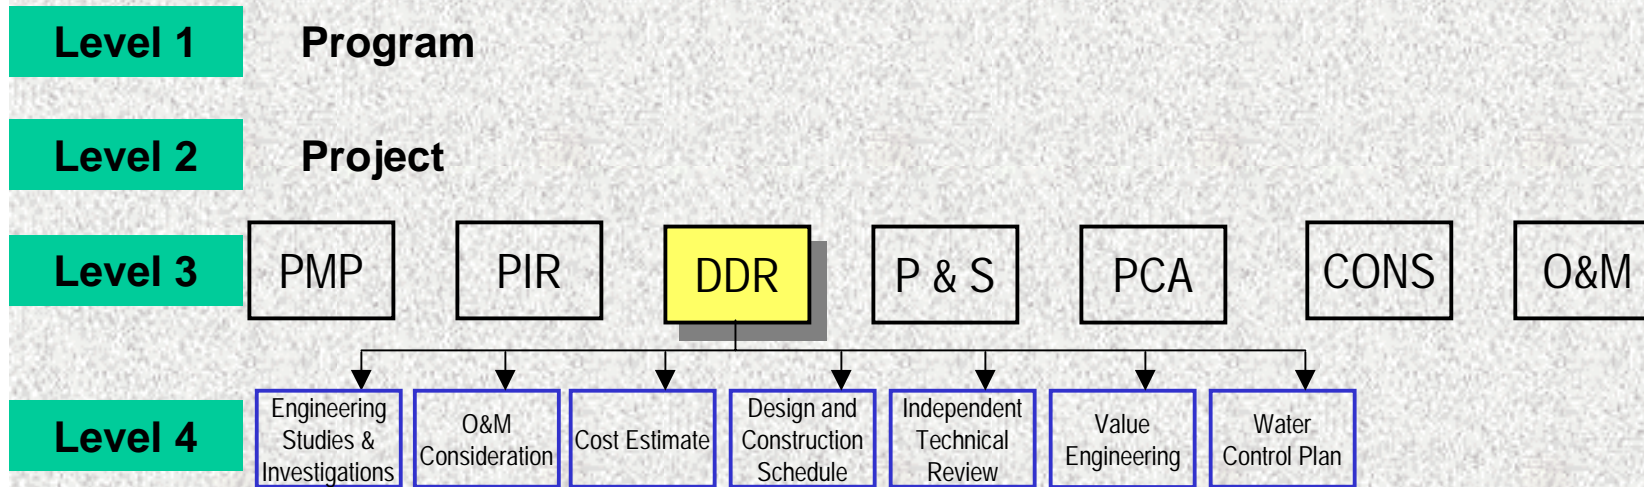 Level 1 Program
Level 2 Project
Level 3 PMP PIR DDR P & S PCA CONS O&M
Level 4
Engineering
Studies &
Investigations
O&M
Consideration
Cost Estimate
Design and
Construction
Schedule
Independent
Technical
Review
Value
Engineering
Water
Control Plan